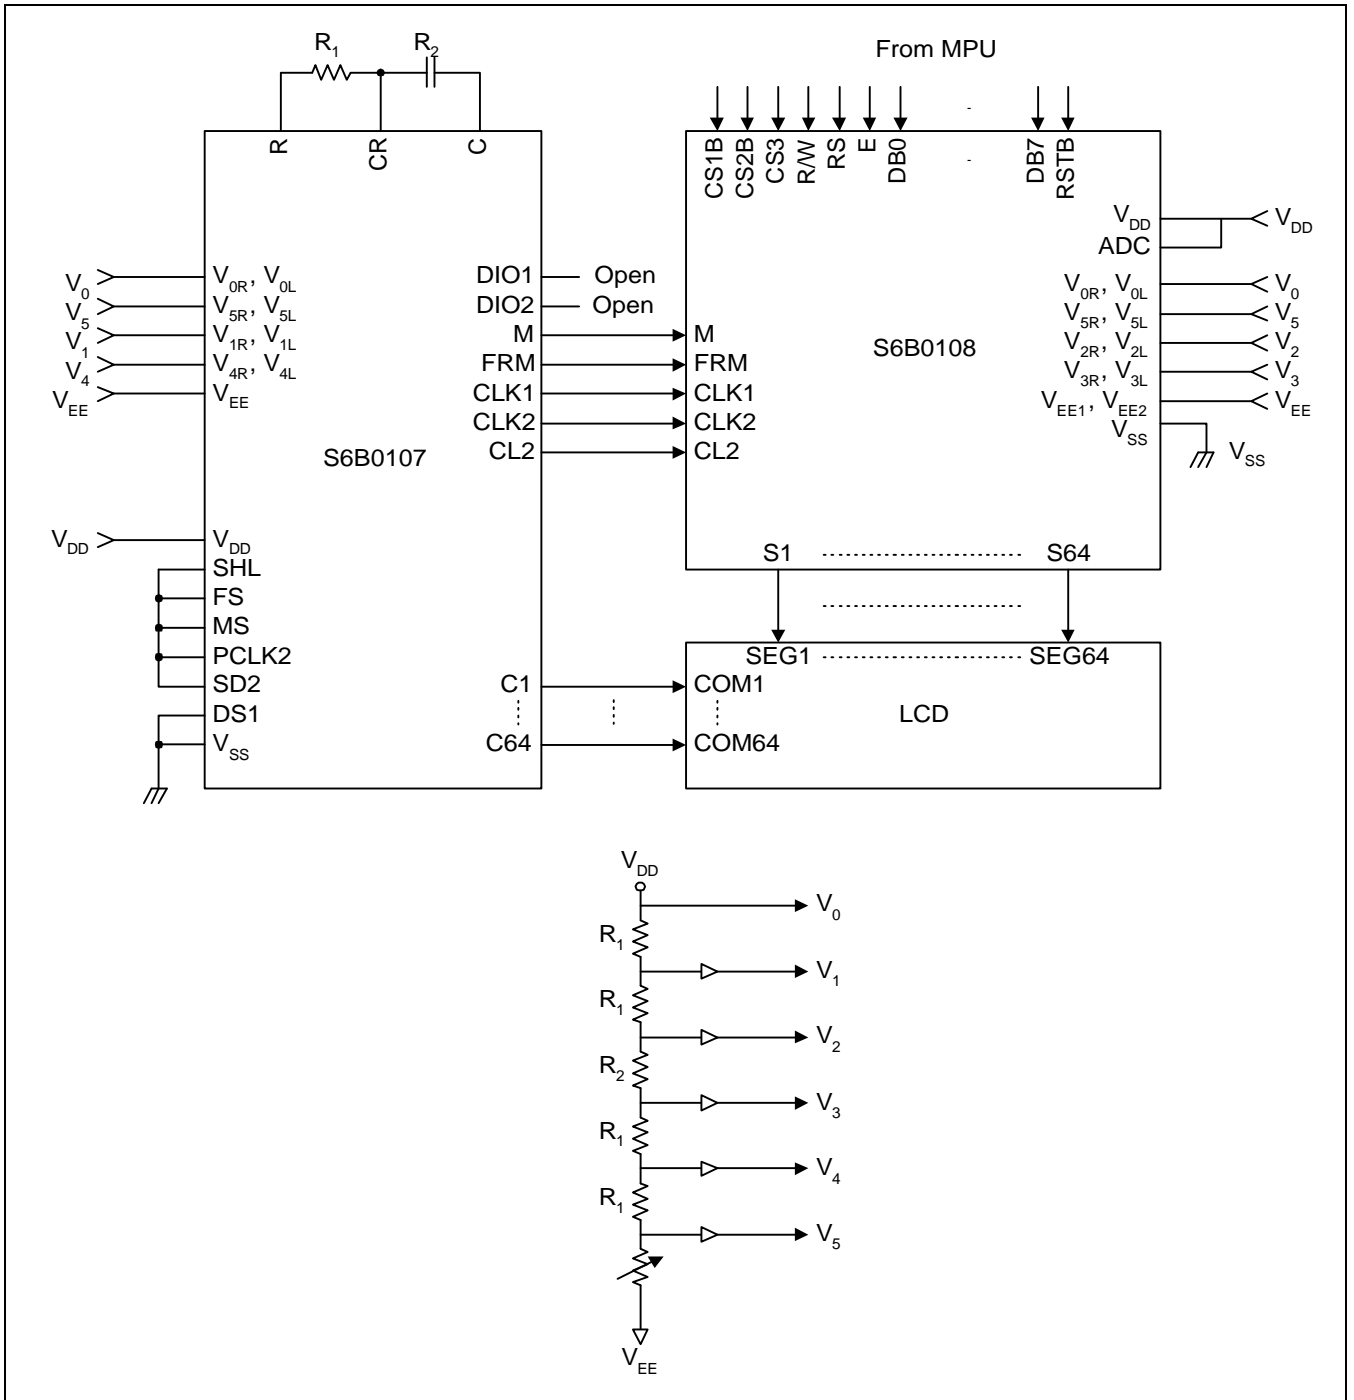 R1 R2
From MPU
R CR C
CS1B CS2B CS3 R/W RS E DB0 DB7 RSTB
VDD VDD
ADC
V0 V0R, V0L DIO1 Open
V5 V5R, V5L DIO2 Open
V1 V1R, V1L M
V4 V4R, V4L FRM
VEE VEE CLK1
CLK2
CL2
S6B0107
M
FRM
CLK1
CLK2
CL2
S6B0108
V0R, V0L V0
V5R, V5L V5
V2R, V2L V2
V3R, V3L V3
VEE1, VEE2 VEE
VSS VSS
VDD VDD
SHL
FS
MS
PCLK2
SD2
DS1
VSS
S1 S64
SEG1 SEG64
C1 COM1
LCD
C64 COM64
VDD
V0
R1
V1
R1
V2
R2
V3
R1
V4
R1
V5
VEE